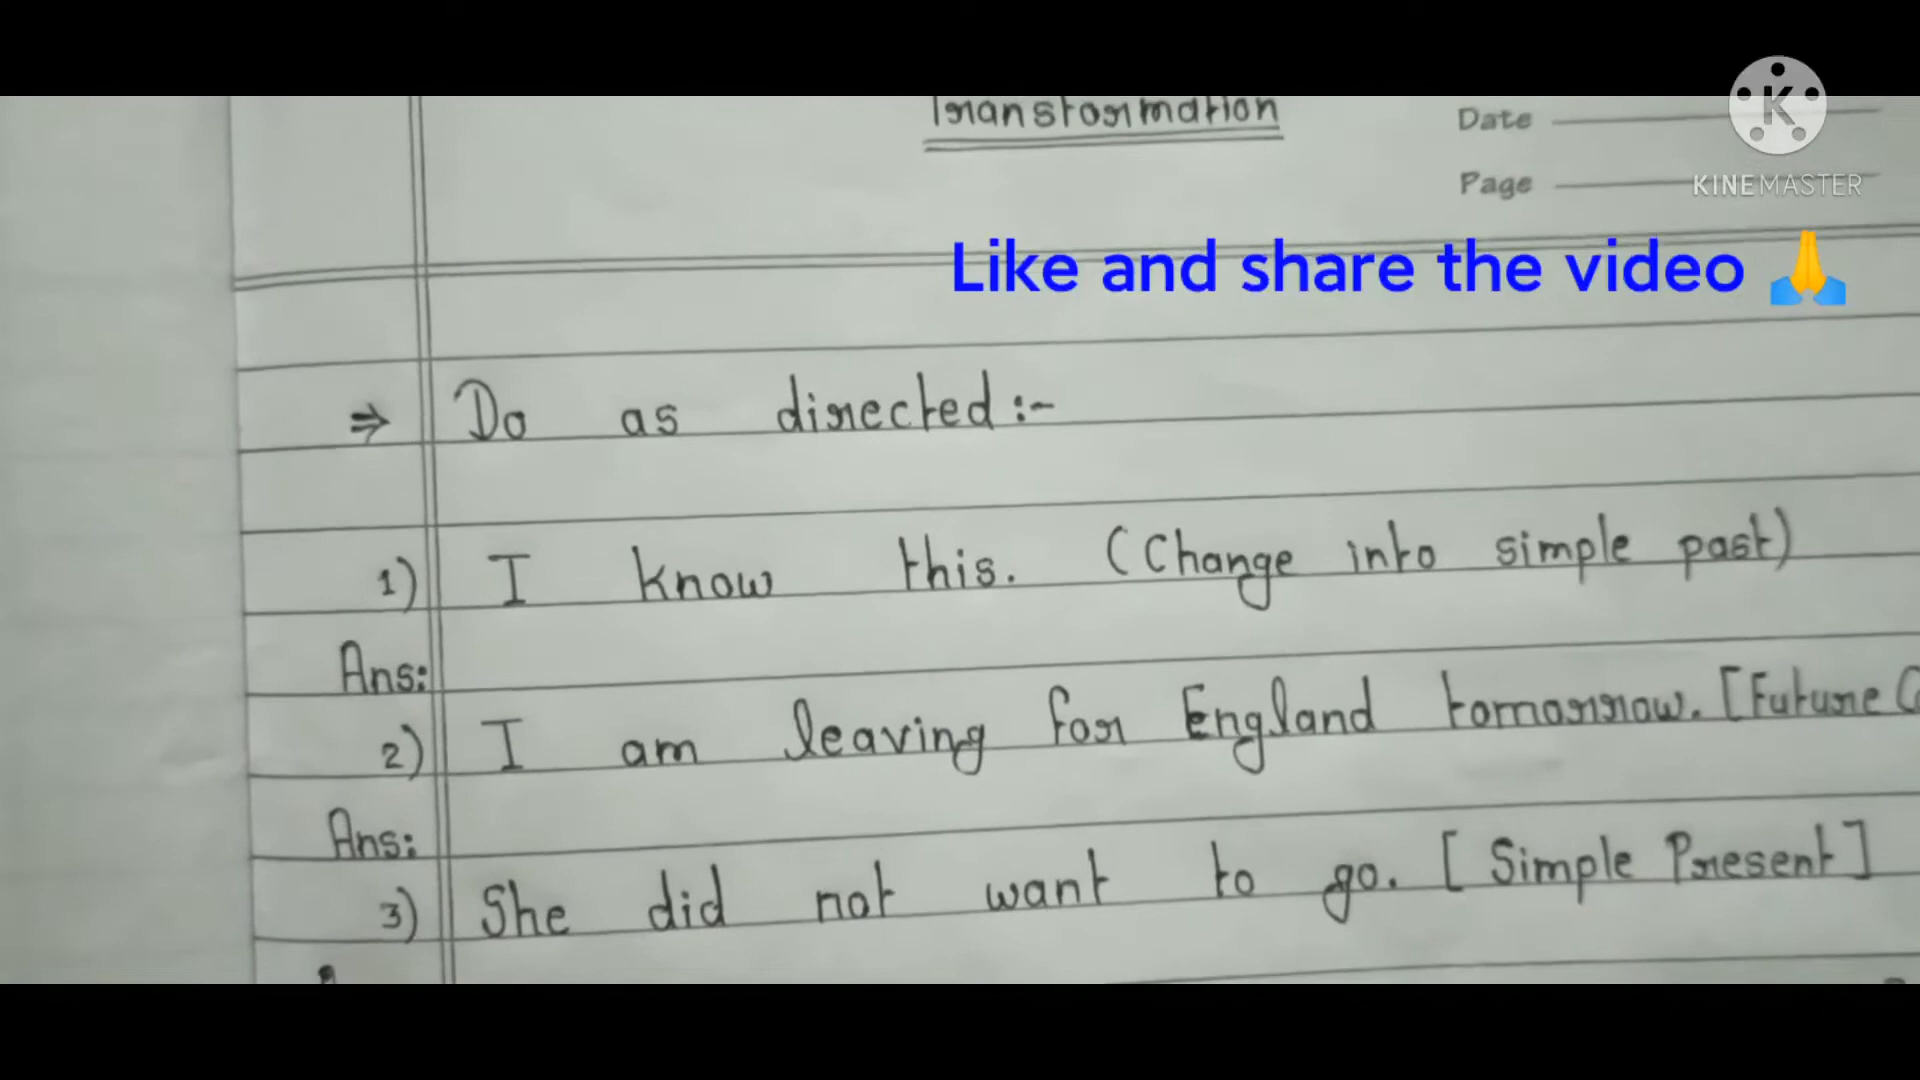 Transformation
Date
Page
KINEMASTER
Like and share the video 🙏
⇒ Do as directed:-
1) I know this. (Change into simple past)
Ans:
2) I am leaving for England tomorrow. [Future
Ans:
3) She did not want to go. [Simple Present]